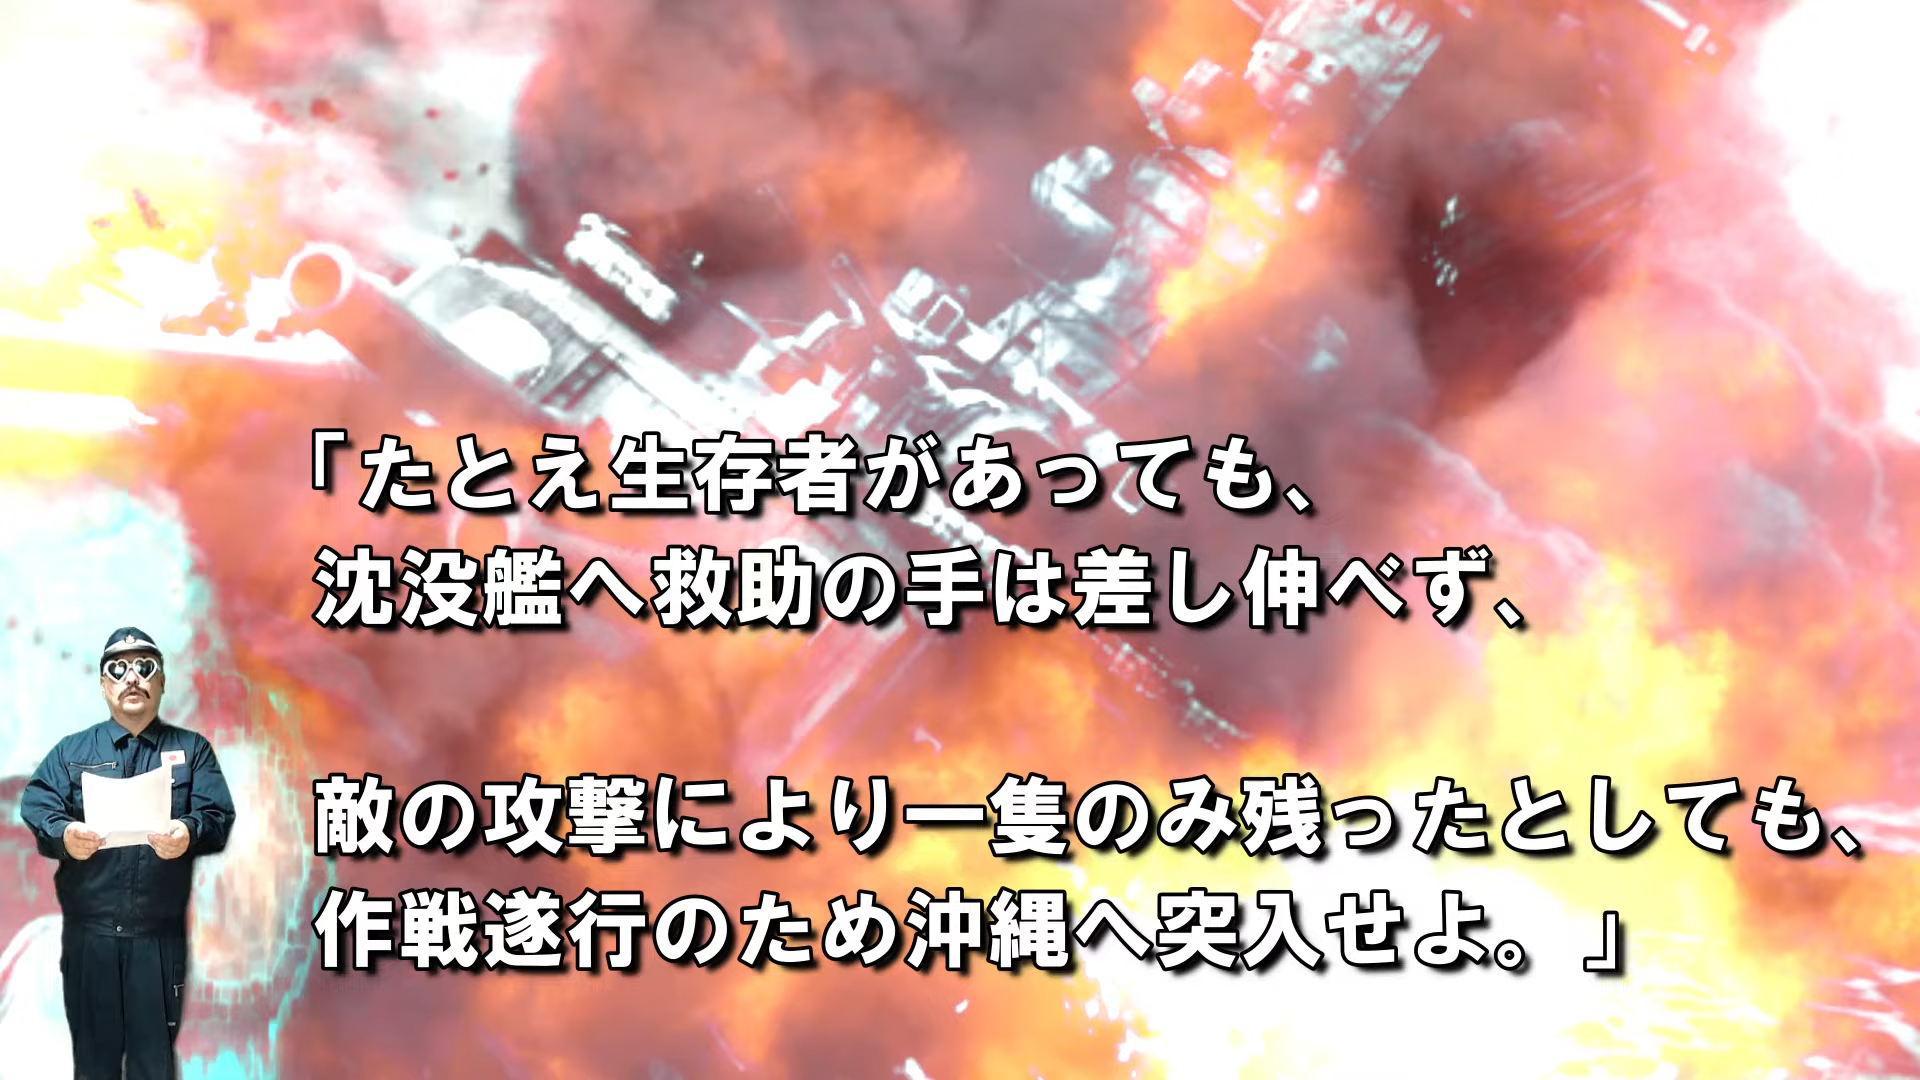 「たとえ生存者があっても、
沈没艦へ救助の手は差し伸べず、
敵の攻撃により一隻のみ残ったとしても、
作戦遂行のため沖縄へ突入せよ。」